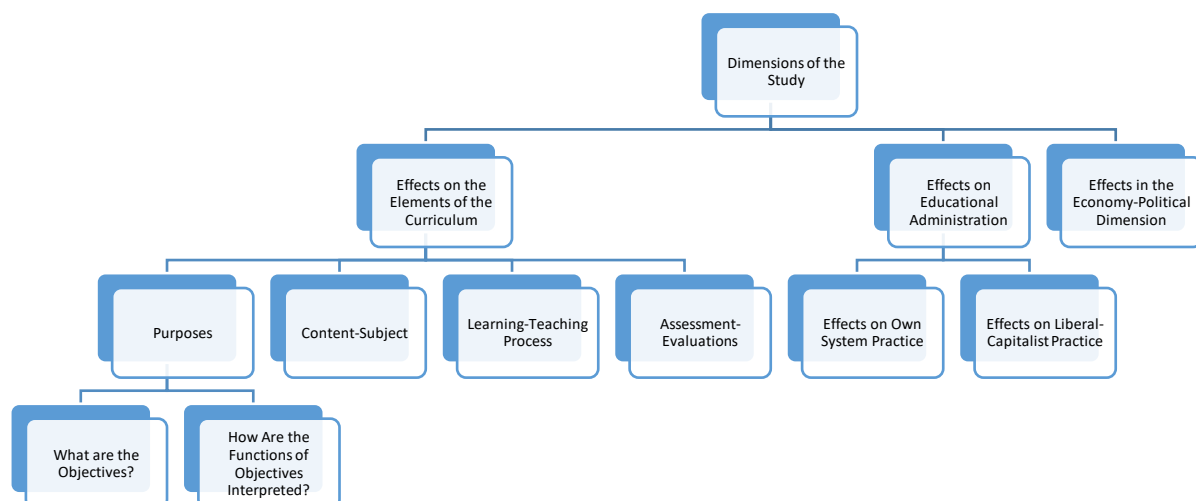 Dimensions of the
Study
Effects on the
Elements of the
Curriculum
Effects on
Educational
Administration
Effects in the
Economy-Political
Dimension
Purposes
Content-Subject
Learning-Teaching
Process
Assessment-
Evaluations
Effects on Own
System Practice
Effects on Liberal-
Capitalist Practice
What are the
Objectives?
How Are the
Functions of
Objectives
Interpreted?